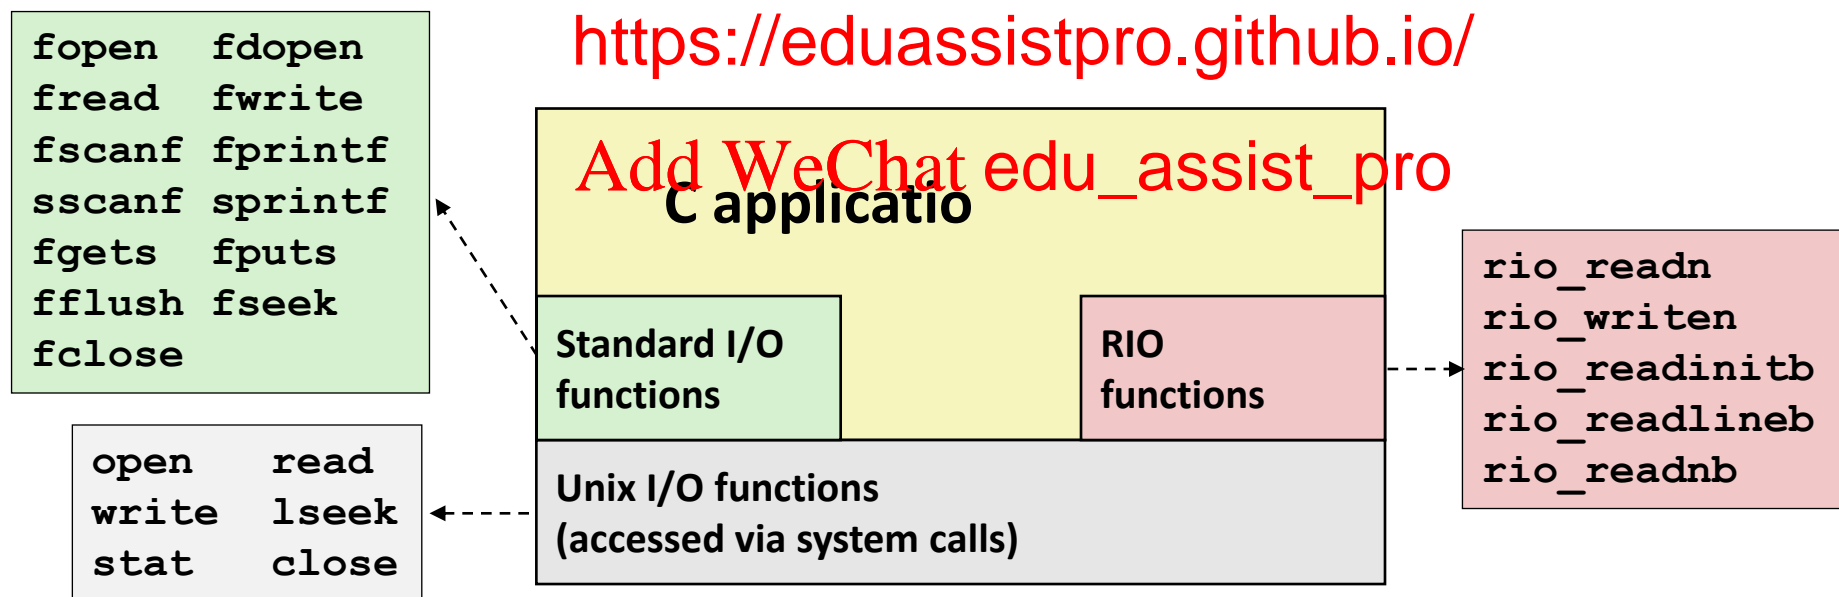 https://eduassistpro.github.io/
fopen fdopen
fread fwrite
fscanf fprintf
sscanf sprintf
fgets fputs
fflush fseek
fclose
Add WeChat edu_assist_pro
C applicatio
Standard I/O
functions
RIO
functions
rio_readn
rio_writen
rio_readinitb
rio_readlineb
rio_readnb
open read
write lseek
stat close
Unix I/O functions
(accessed via system calls)